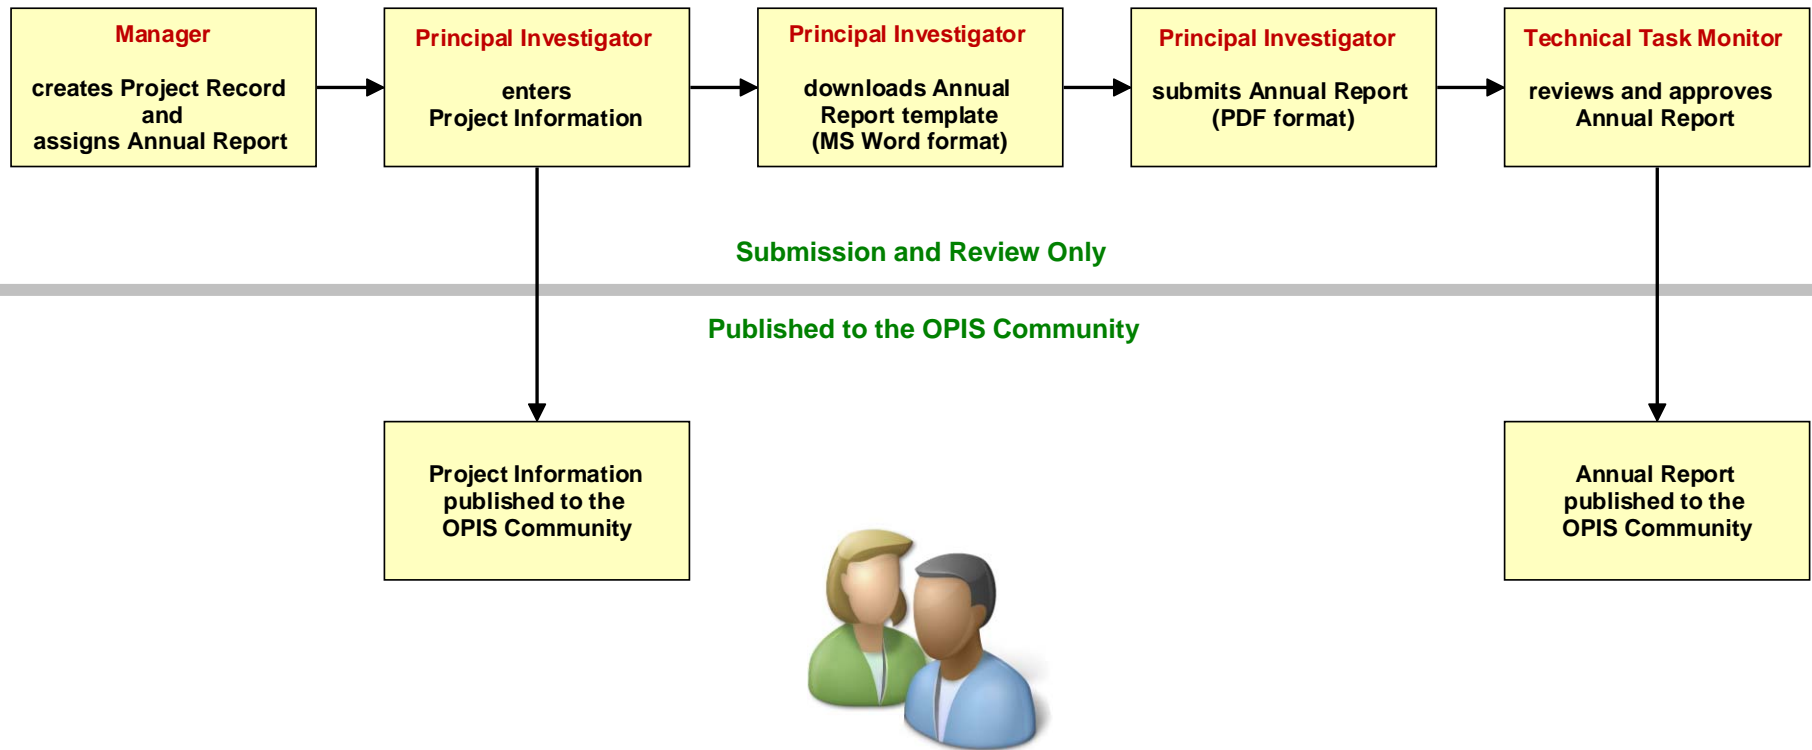 Manager
creates Project Record
and
assigns Annual Report
Principal Investigator
enters
Project Information
Principal Investigator
downloads Annual
Report template
(MS Word format)
Principal Investigator
submits Annual Report
(PDF format)
Technical Task Monitor
reviews and approves
Annual Report
Submission and Review Only
Published to the OPIS Community
Project Information
published to the
OPIS Community
Annual Report
published to the
OPIS Community